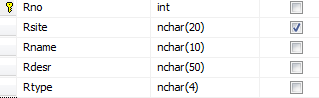 Rno int
Rsite nchar(20)
Rname nchar(10)
Rdesr nchar(50)
Rtype nchar(4)